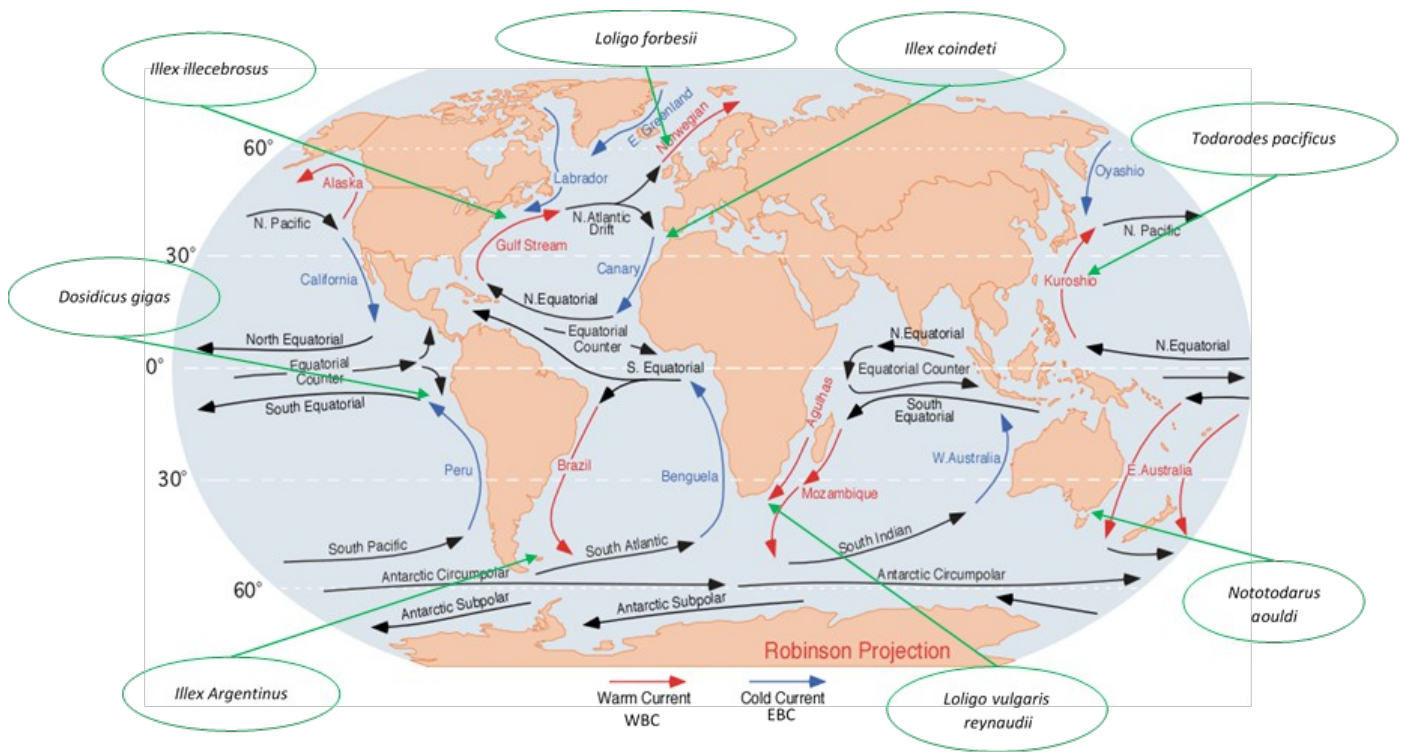 Loligo forbesii
Illex coindeti
Illex illecebrosus
Todarodes pacificus
E. Greenland
Norwegian
60°
Oyashio
Labrador
Alaska
N. Pacific
N. Atlantic
Drift
N. Pacific
Gulf Stream
30°
Canary
California
Kuroshio
Dosidicus gigas
N.Equatorial
North Equatorial
Equatorial
Counter
N.Equatorial
N.Equatorial
0°
Equatorial
Counter
S. Equatorial
Equatorial Counter
South Equatorial
Agulhas
South
Equatorial
Peru
Brazil
Benguela
W.Australia
E.Australia
30°
Mozambique
South Pacific
South Atlantic
South Indian
Antarctic Circumpolar
Antarctic Circumpolar
60°
Antarctic Subpolar
Antarctic Subpolar
Nototodarus
aouldi
Robinson Projection
Illex Argentinus
Warm Current
WBC
Cold Current
EBC
Loligo vulgaris
reynaudii